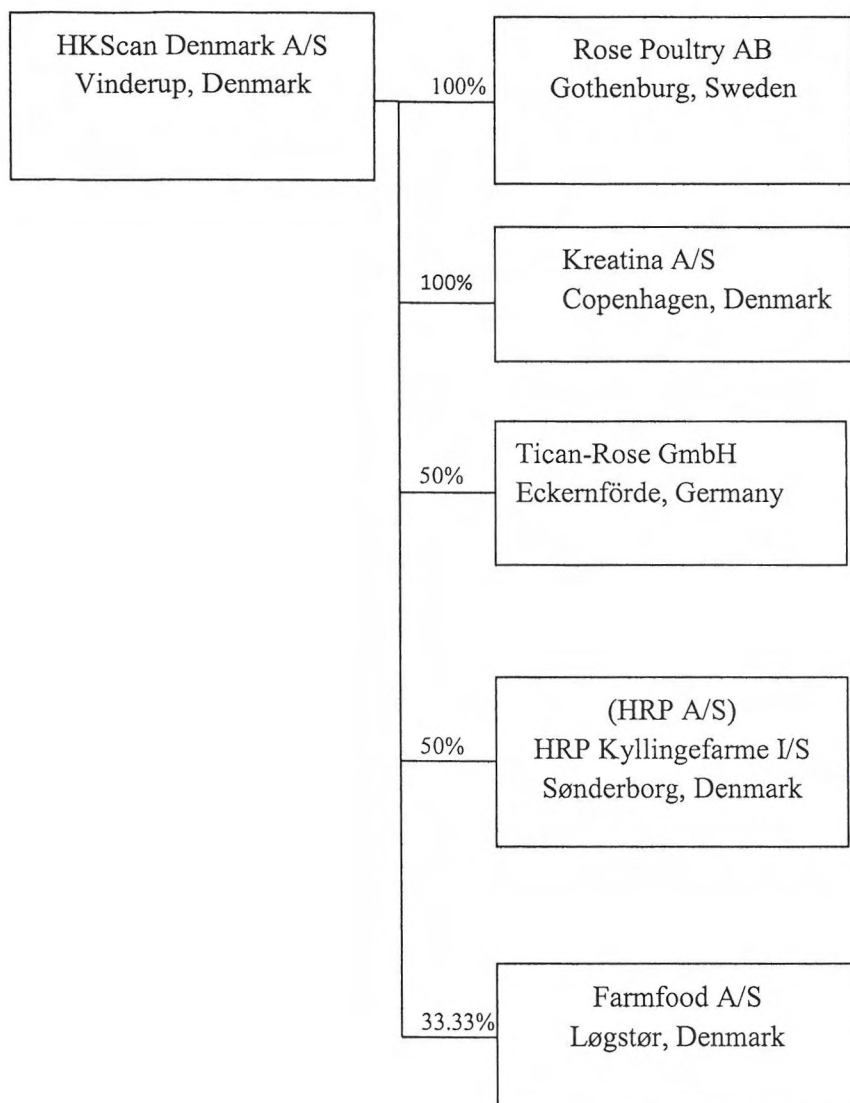 HKScan Denmark A/S
Vinderup, Denmark
100%
Rose Poultry AB
Gothenburg, Sweden
100%
Kreatina A/S
Copenhagen, Denmark
50%
Tican-Rose GmbH
Eckernförde, Germany
50%
(HRP A/S)
HRP Kyllingefarme I/S
Sønderborg, Denmark
33.33%
Farmfood A/S
Løgstør, Denmark